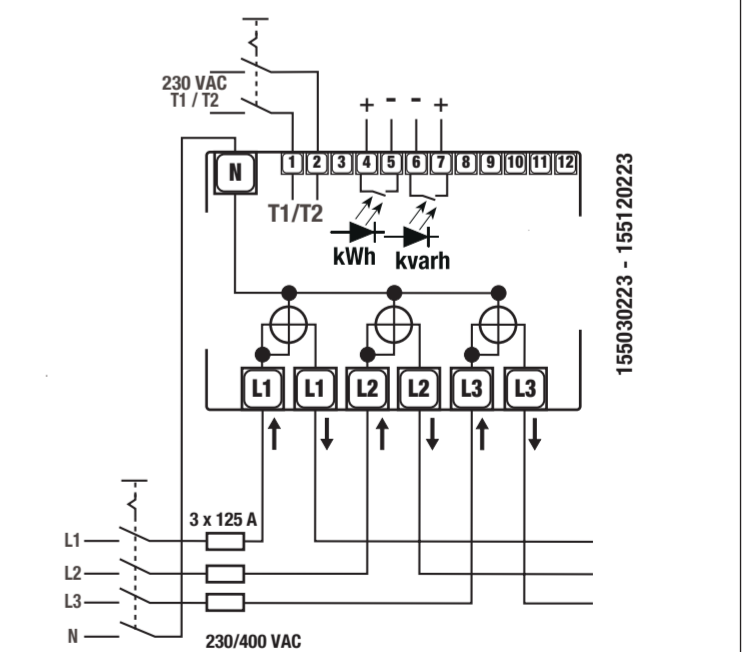 230 VAC
T1 / T2
+ - - +
N 1 2 3 4 5 6 7 8 9 10 11 12
T1/T2
kWh kvarh
155030223 - 155120223
L1 L1 L2 L2 L3 L3
3 x 125 A
L1
L2
L3
N
230/400 VAC